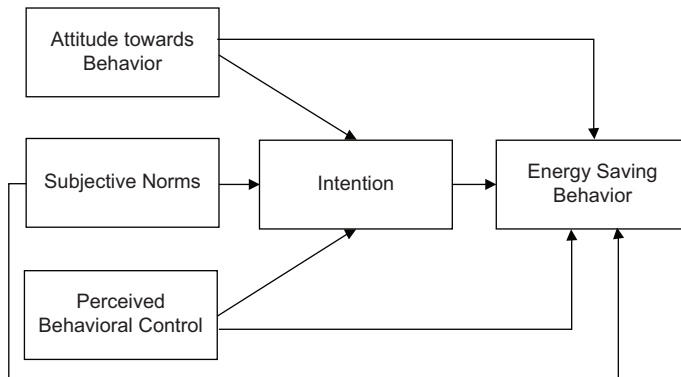 Attitude towards
Behavior
Subjective Norms
Intention
Energy Saving
Behavior
Perceived
Behavioral Control